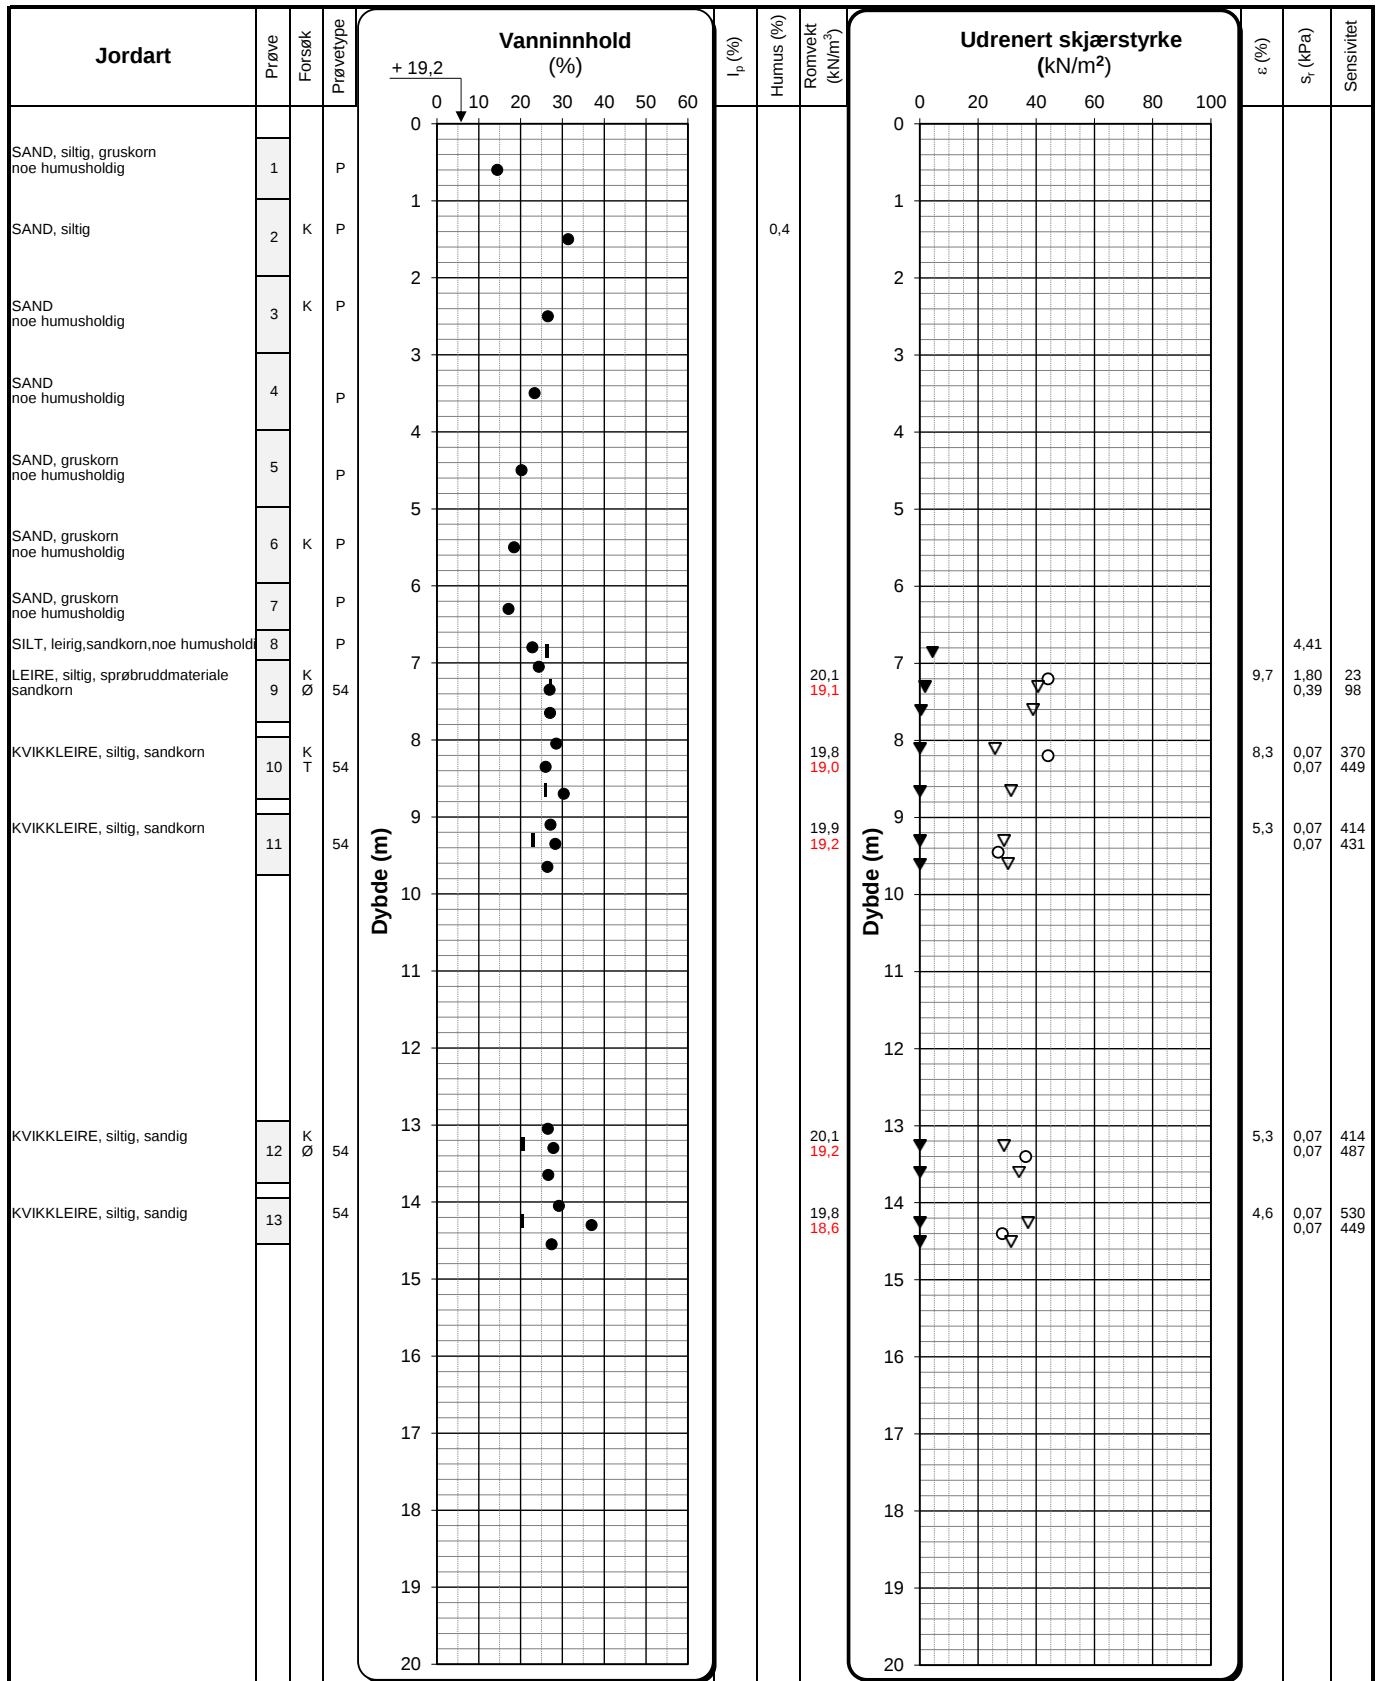 Jordart
Prøve
Forsøk
Prøvetype
Vanninnhold
(%)
+ 19,2
0 10 20 30 40 50 60
Ip (%)
Humus (%)
Romvekt
(kN/m³)
Udrenert skjærstyrke
(kN/m²)
0 20 40 60 80 100
ε (%)
sr (kPa)
Sensivitet
SAND, siltig, gruskorn
noe humusholdig
1 P
SAND, siltig
2 K P 0,4
SAND
noe humusholdig
3 K P
SAND
noe humusholdig
4 P
SAND, gruskorn
noe humusholdig
5 P
SAND, gruskorn
noe humusholdig
6 K P
SAND, gruskorn
noe humusholdig
7 P
SILT, leirig,sandkorn,noe humusholdi
8 P 4,41
LEIRE, siltig, sprøbruddmateriale
sandkorn
9 K Ø 54
20,1 9,7 1,80 23
19,1 0,39 98
KVIKKLEIRE, siltig, sandkorn
10 K T 54
19,8 8,3 0,07 370
19,0 0,07 449
KVIKKLEIRE, siltig, sandkorn
11 54
19,9 5,3 0,07 414
19,2 0,07 431
KVIKKLEIRE, siltig, sandig
12 K Ø 54
20,1 5,3 0,07 414
19,2 0,07 487
KVIKKLEIRE, siltig, sandig
13 54
19,8 4,6 0,07 530
18,6 0,07 449
Dybde (m)
0
1
2
3
4
5
6
7
8
9
10
11
12
13
14
15
16
17
18
19
20
Dybde (m)
0
1
2
3
4
5
6
7
8
9
10
11
12
13
14
15
16
17
18
19
20